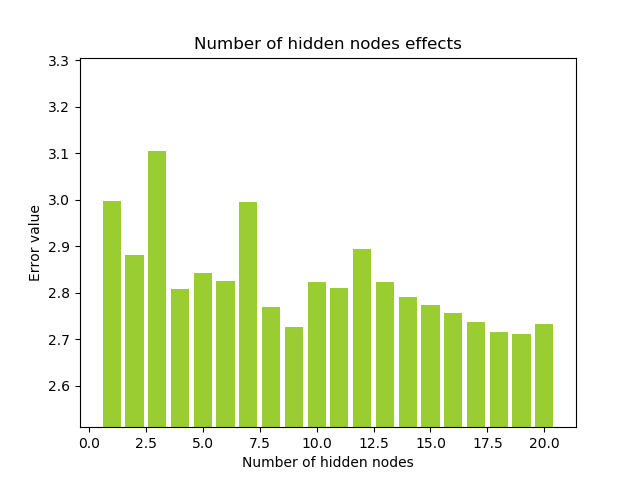 Number of hidden nodes effects
3.3
3.2
3.1
3.0
2.9
2.8
2.7
2.6
Error value
0.0 2.5 5.0 7.5 10.0 12.5 15.0 17.5 20.0
Number of hidden nodes